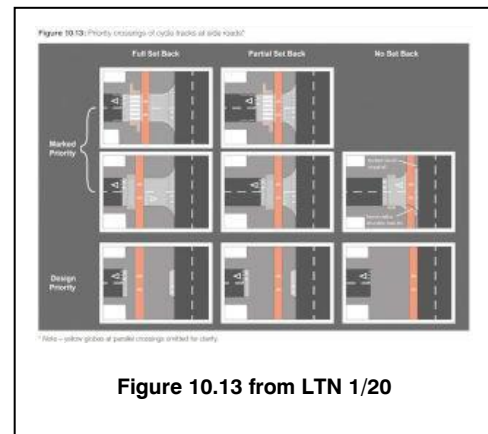 Figure 10.13: Priority crossings of cycle tracks at side roads*
Full Set Back
Partial Set Back
No Set Back
Marked
Priority
Design
Priority
* Note – yellow globes at parallel crossings omitted for clarity.
Figure 10.13 from LTN 1/20